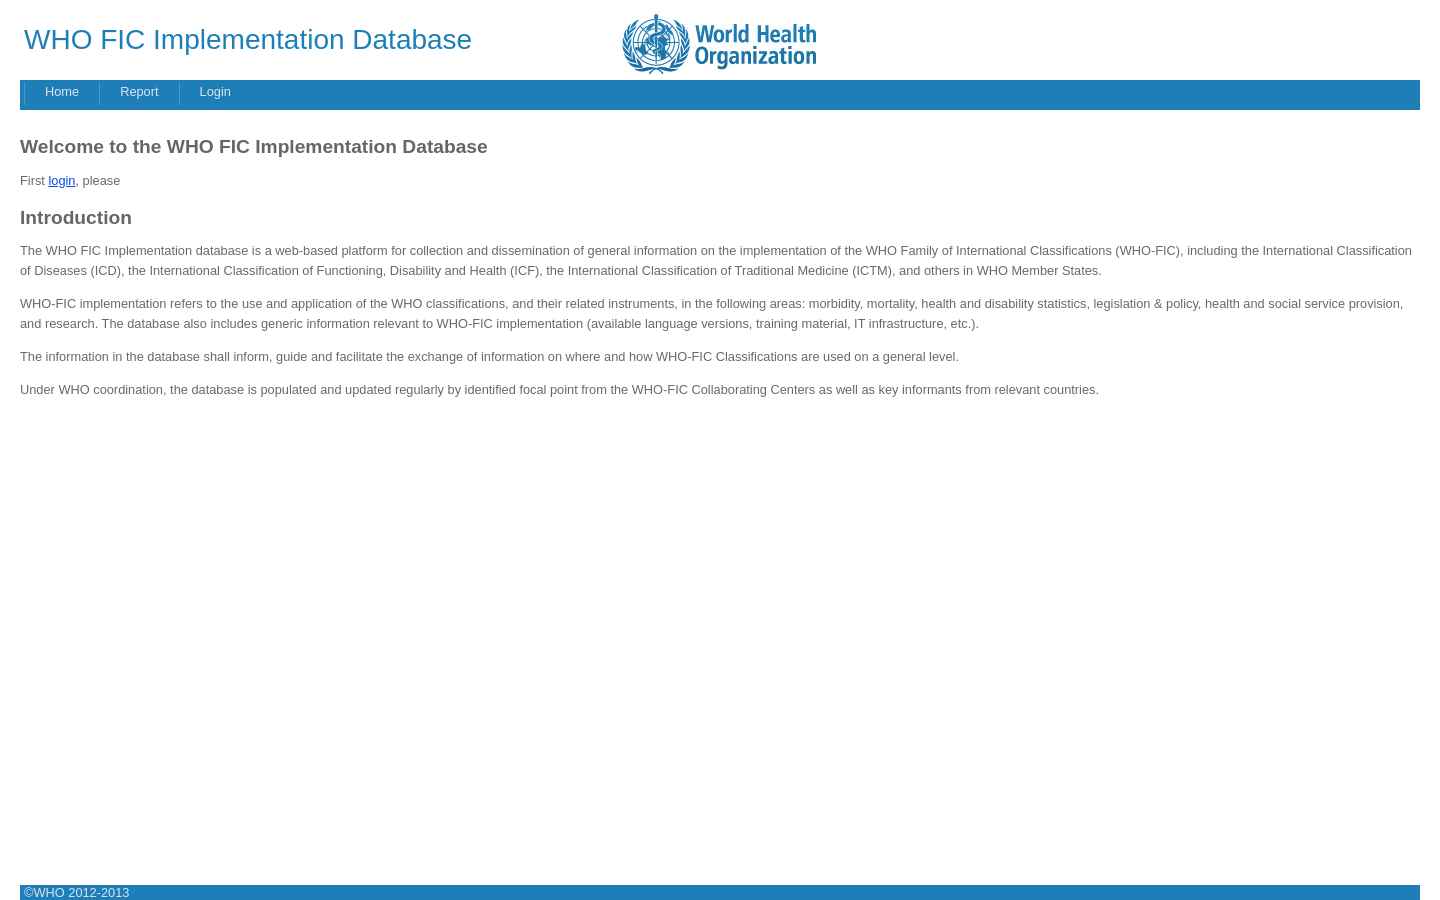 WHO FIC Implementation Database
World Health
Organization
Home
Report
Login
Welcome to the WHO FIC Implementation Database
First login, please
Introduction
The WHO FIC Implementation database is a web-based platform for collection and dissemination of general information on the implementation of the WHO Family of International Classifications (WHO-FIC), including the International Classification
of Diseases (ICD), the International Classification of Functioning, Disability and Health (ICF), the International Classification of Traditional Medicine (ICTM), and others in WHO Member States.
WHO-FIC implementation refers to the use and application of the WHO classifications, and their related instruments, in the following areas: morbidity, mortality, health and disability statistics, legislation & policy, health and social service provision,
and research. The database also includes generic information relevant to WHO-FIC implementation (available language versions, training material, IT infrastructure, etc.).
The information in the database shall inform, guide and facilitate the exchange of information on where and how WHO-FIC Classifications are used on a general level.
Under WHO coordination, the database is populated and updated regularly by identified focal point from the WHO-FIC Collaborating Centers as well as key informants from relevant countries.
©WHO 2012-2013